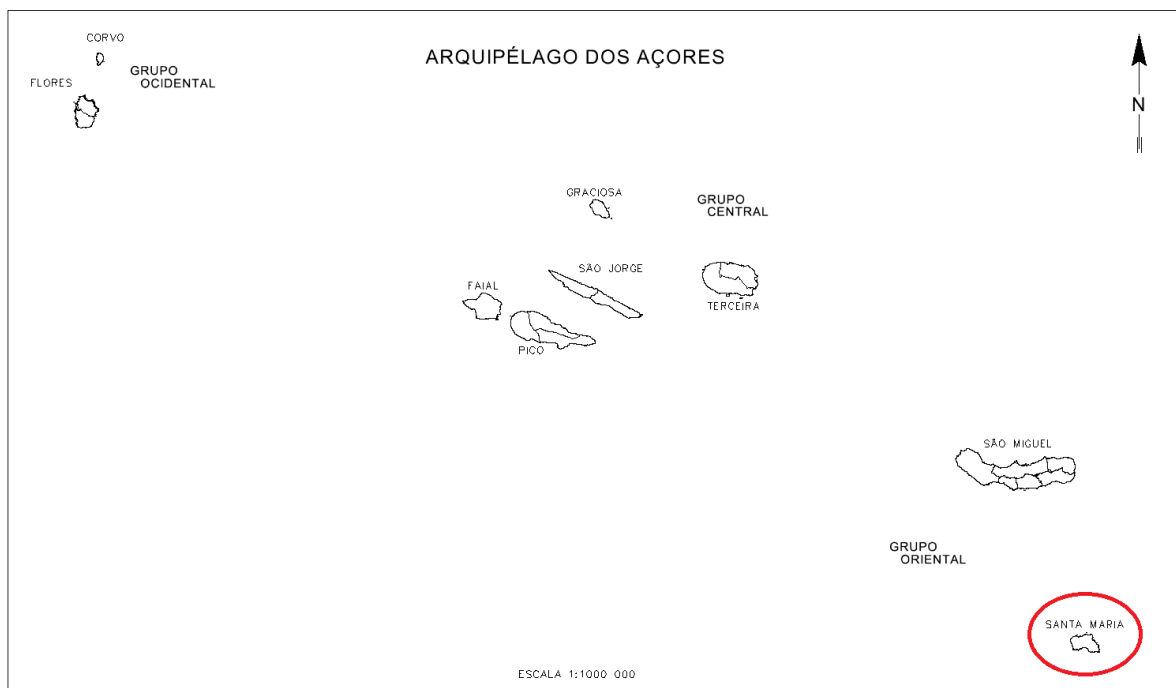 CORVO
ARQUIPÉLAGO DOS AÇORES
GRUPO
OCIDENTAL
FLORES
N
GRACIOSA
GRUPO
CENTRAL
SÃO JORGE
FAIAL
TERCEIRA
PICO
SÃO MIGUEL
GRUPO
ORIENTAL
SANTA MARIA
ESCALA 1:1000 000